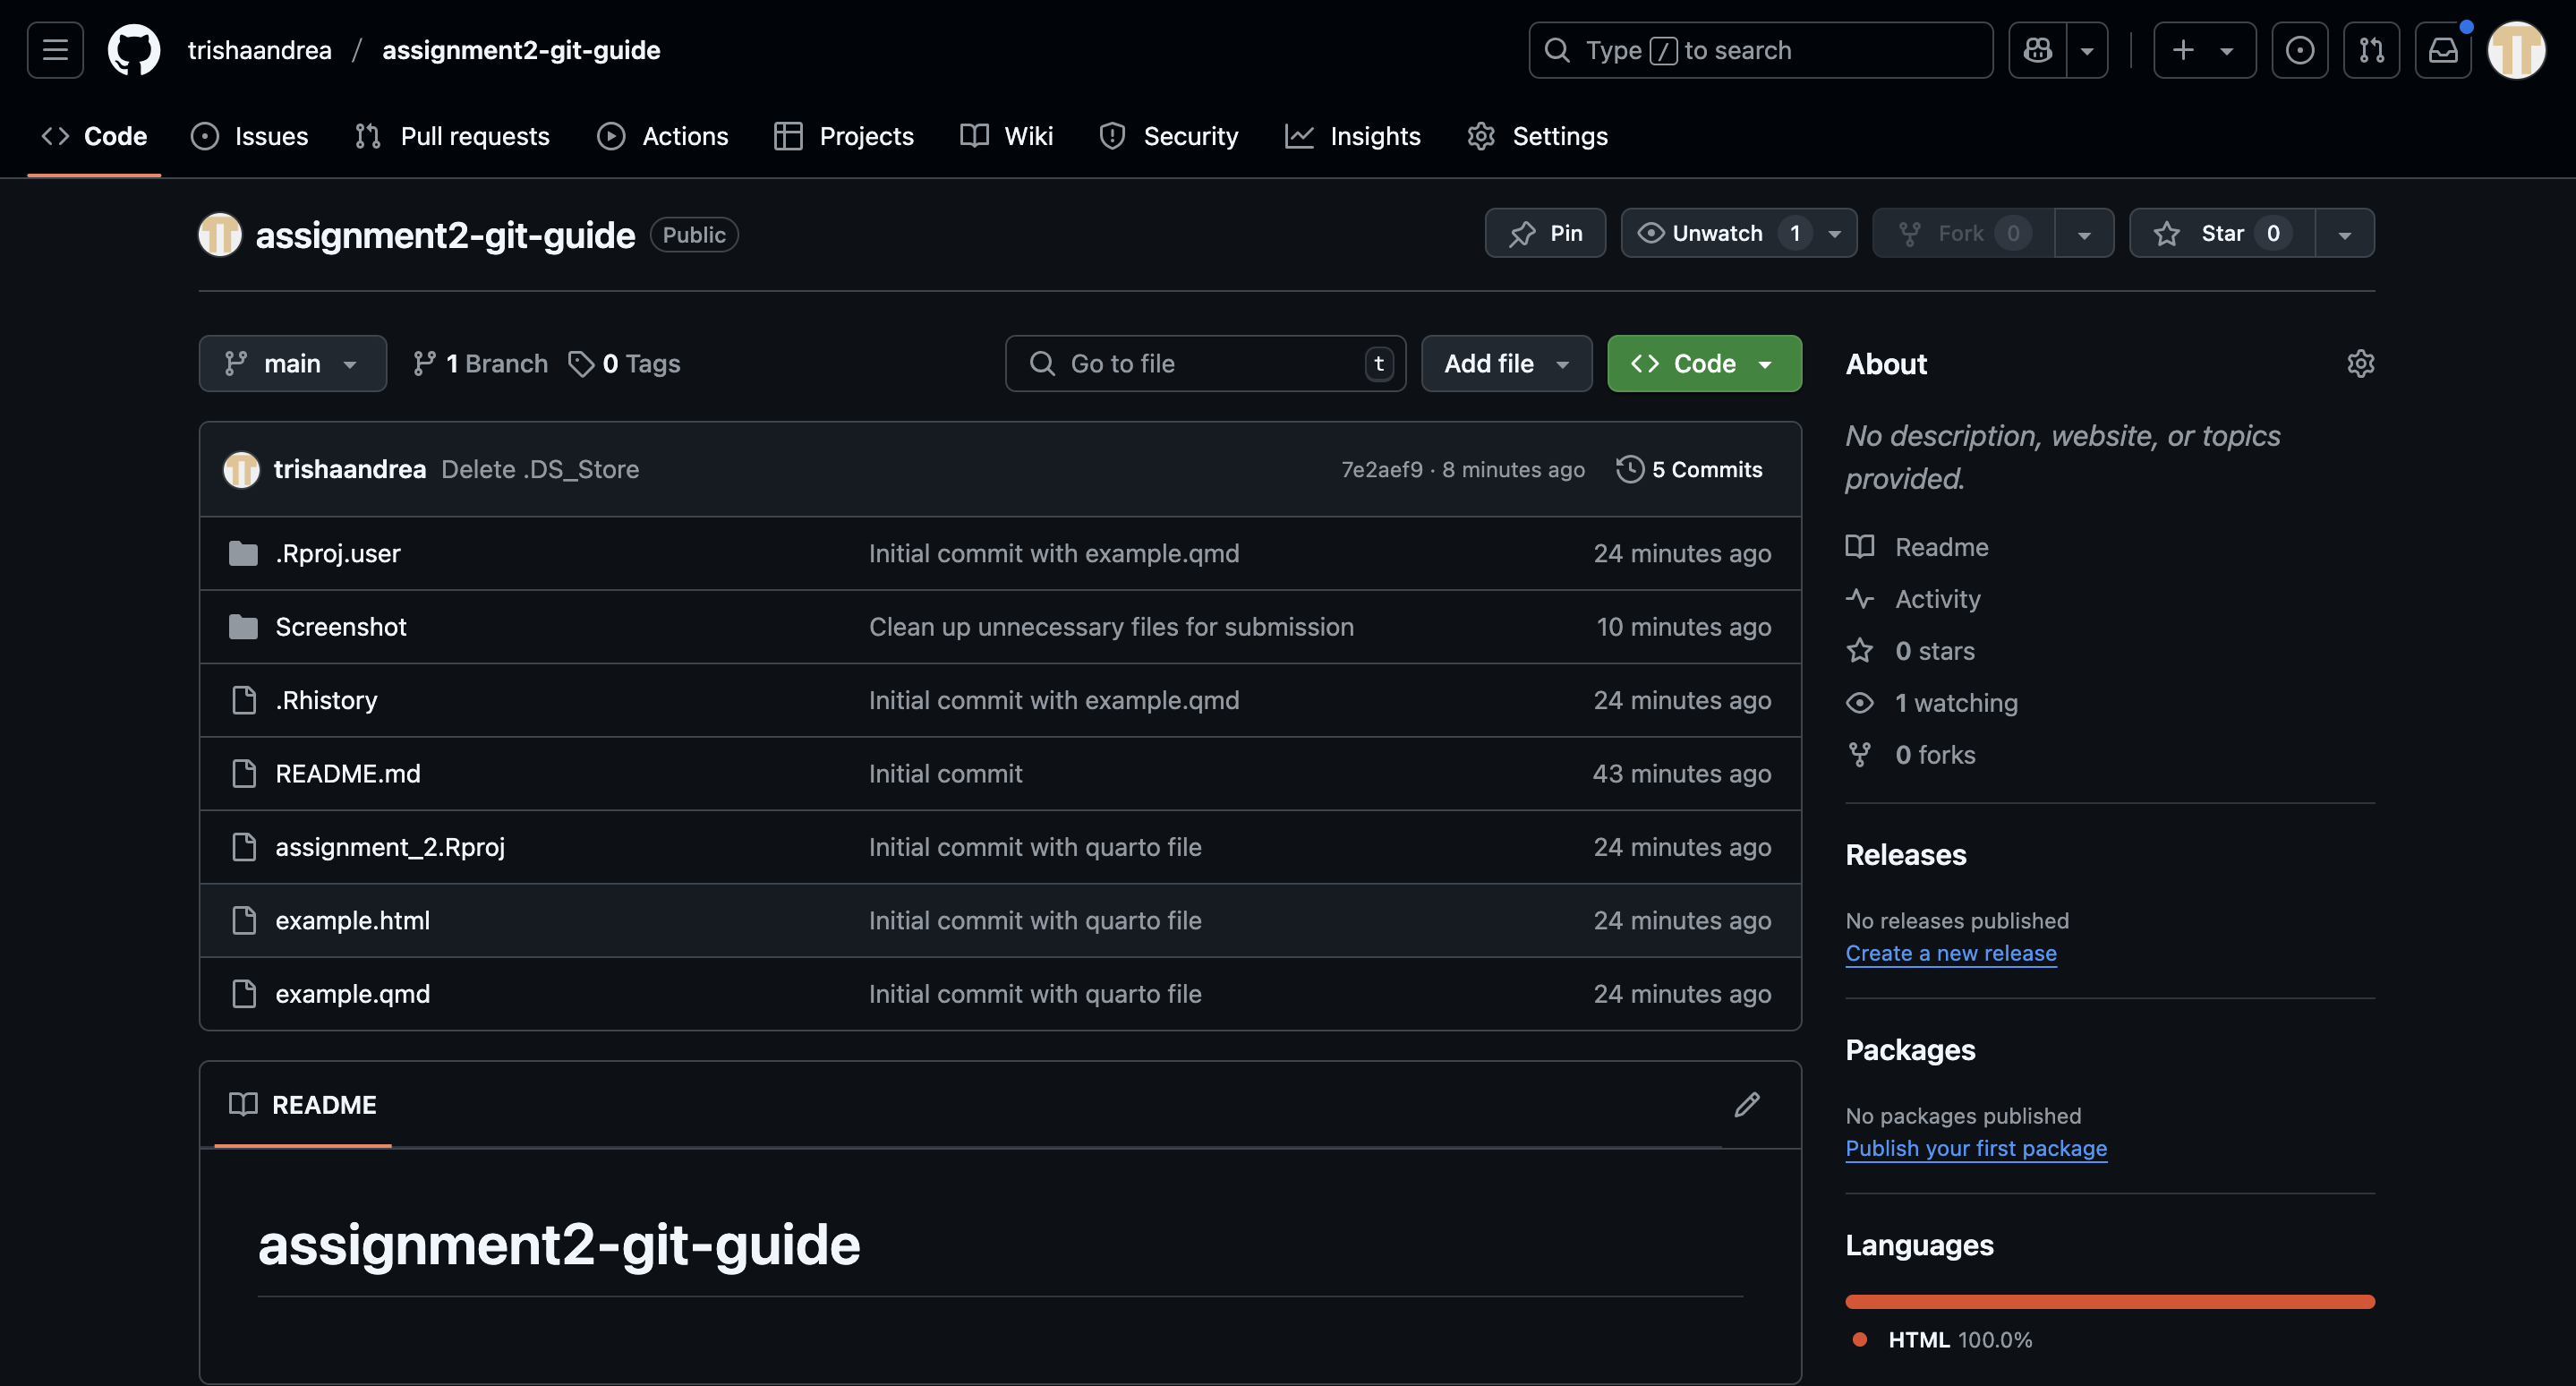 trishaandrea / assignment2-git-guide
Type / to search
Code Issues Pull requests Actions Projects Wiki Security Insights Settings
assignment2-git-guide Public
Pin Unwatch 1 Fork 0 Star 0
main 1 Branch 0 Tags Go to file t Add file Code
trishaandrea Delete .DS_Store 7e2aef9 · 8 minutes ago 5 Commits
.Rproj.user Initial commit with example.qmd 24 minutes ago
Screenshot Clean up unnecessary files for submission 10 minutes ago
.Rhistory Initial commit with example.qmd 24 minutes ago
README.md Initial commit 43 minutes ago
assignment_2.Rproj Initial commit with quarto file 24 minutes ago
example.html Initial commit with quarto file 24 minutes ago
example.qmd Initial commit with quarto file 24 minutes ago
README
assignment2-git-guide
About
No description, website, or topics
provided.
Readme
Activity
0 stars
1 watching
0 forks
Releases
No releases published
Create a new release
Packages
No packages published
Publish your first package
Languages
HTML 100.0%